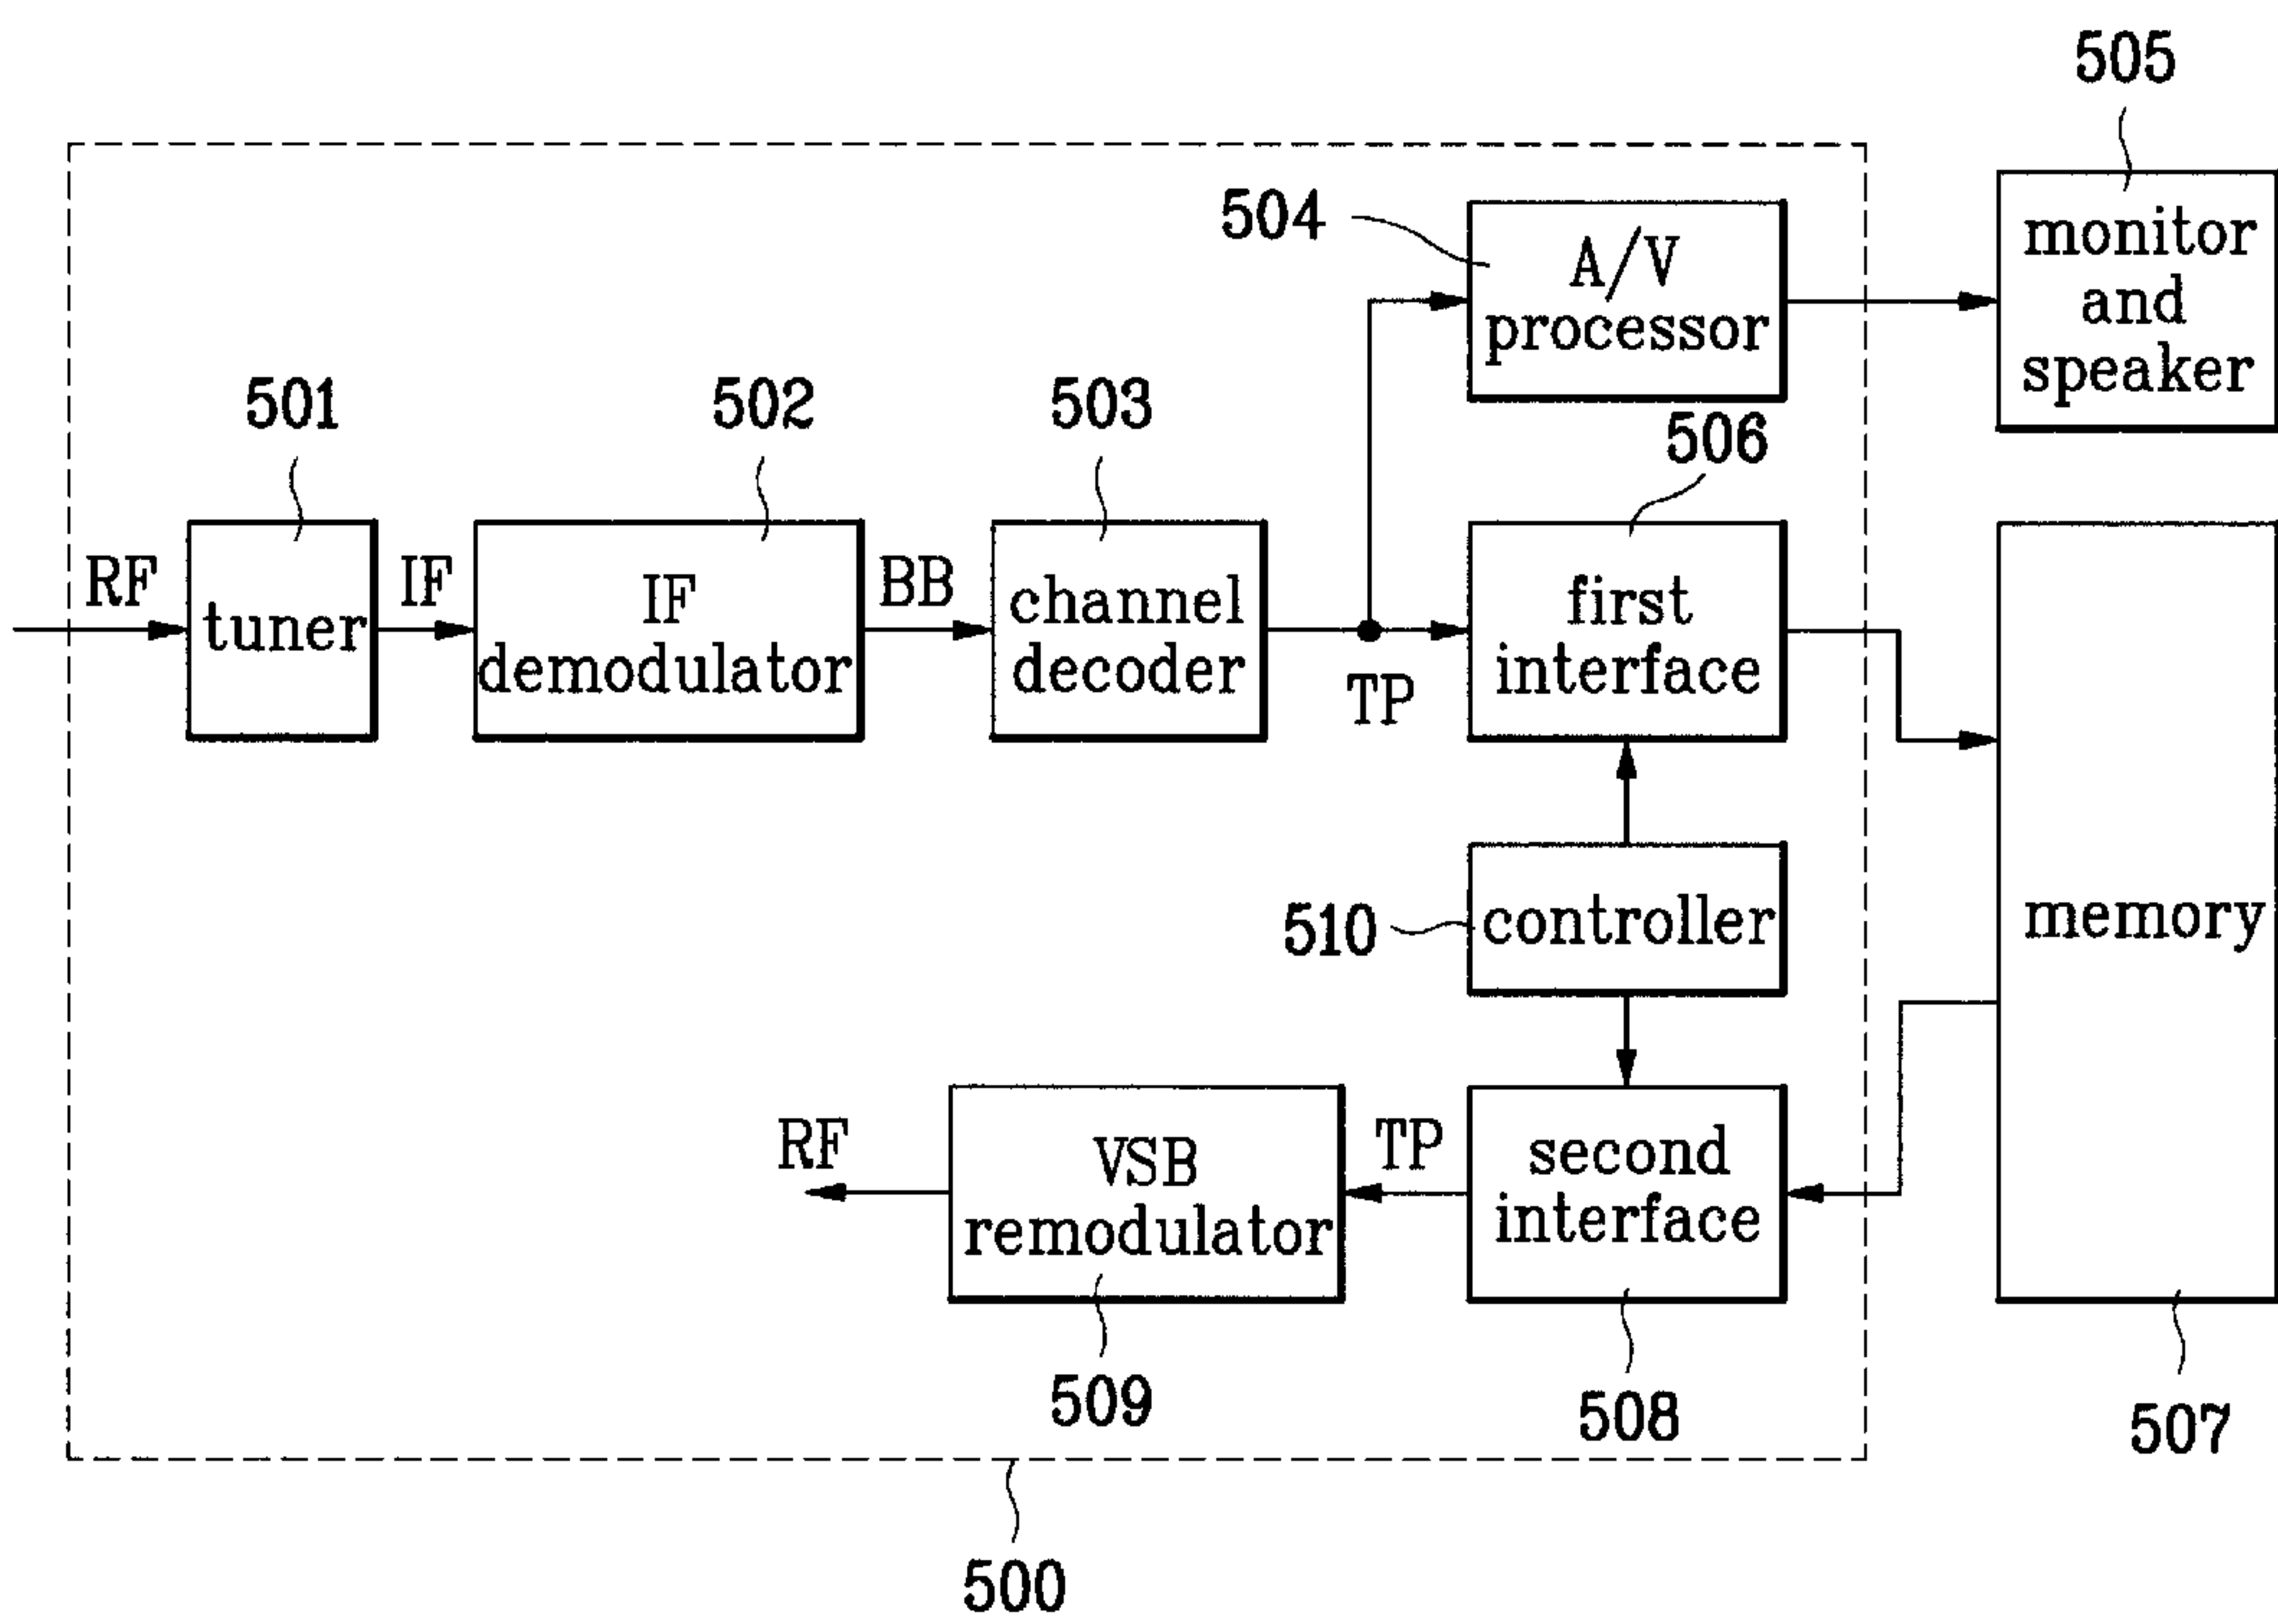 505
504
A/V
processor
monitor
and
speaker
501
502
503
506
RF
tuner
IF
IF
demodulator
BB
channel
decoder
TP
first
interface
510
controller
memory
RF
VSB
remodulator
TP
second
interface
509
508
507
500